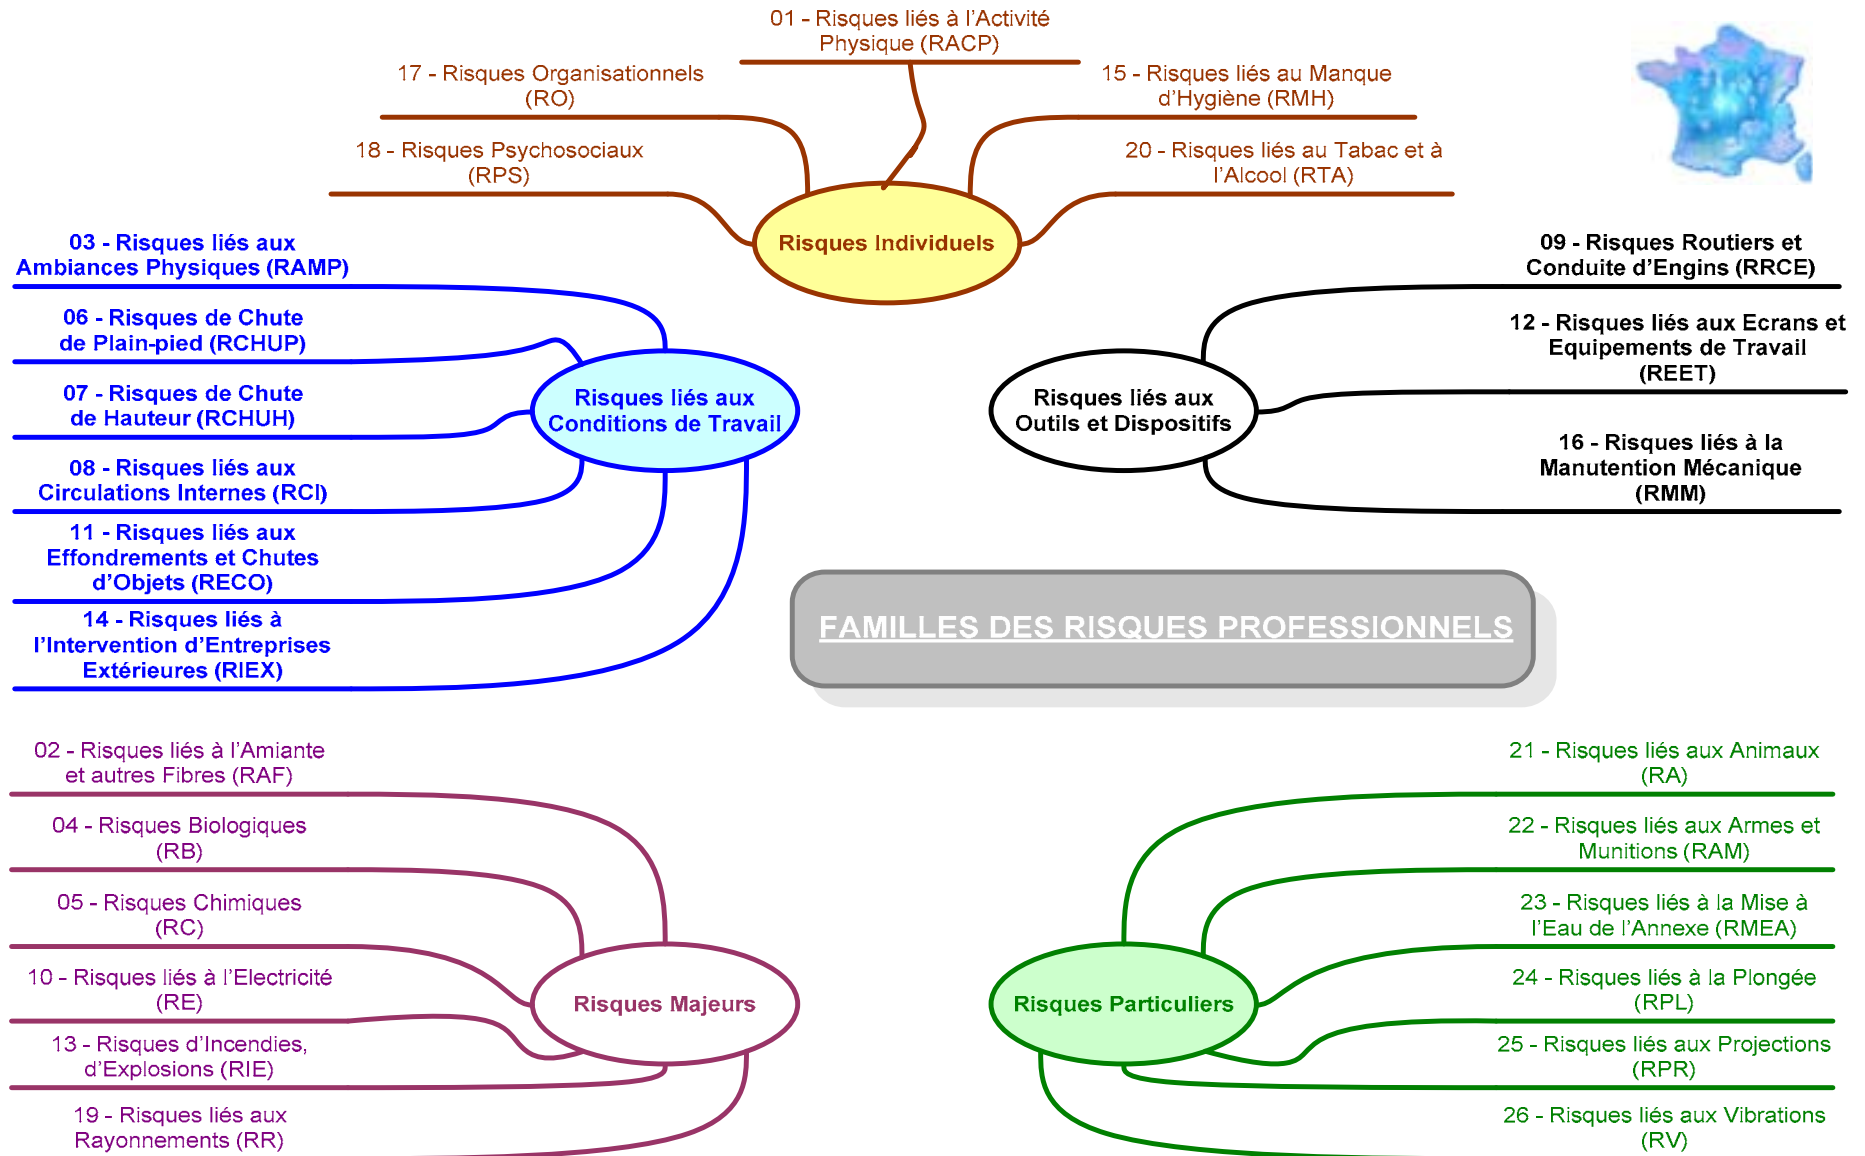 01 - Risques liés à l’Activité
Physique (RACP)
17 - Risques Organisationnels
(RO)
15 - Risques liés au Manque
d’Hygiène (RMH)
18 - Risques Psychosociaux
(RPS)
20 - Risques liés au Tabac et à
l’Alcool (RTA)
Risques Individuels
03 - Risques liés aux
Ambiances Physiques (RAMP)
06 - Risques de Chute
de Plain-pied (RCHUP)
07 - Risques de Chute
de Hauteur (RCHUH)
08 - Risques liés aux
Circulations Internes (RCI)
11 - Risques liés aux
Effondrements et Chutes
d’Objets (RECO)
14 - Risques liés à
l’Intervention d’Entreprises
Extérieures (RIEX)
Risques liés aux
Conditions de Travail
09 - Risques Routiers et
Conduite d’Engins (RRCE)
12 - Risques liés aux Ecrans et
Equipements de Travail
(REET)
16 - Risques liés à la
Manutention Mécanique
(RMM)
Risques liés aux
Outils et Dispositifs
FAMILLES DES RISQUES PROFESSIONNELS
02 - Risques liés à l’Amiante
et autres Fibres (RAF)
04 - Risques Biologiques
(RB)
05 - Risques Chimiques
(RC)
10 - Risques liés à l’Electricité
(RE)
13 - Risques d’Incendies,
d’Explosions (RIE)
19 - Risques liés aux
Rayonnements (RR)
Risques Majeurs
21 - Risques liés aux Animaux
(RA)
22 - Risques liés aux Armes et
Munitions (RAM)
23 - Risques liés à la Mise à
l’Eau de l’Annexe (RMEA)
24 - Risques liés à la Plongée
(RPL)
25 - Risques liés aux Projections
(RPR)
26 - Risques liés aux Vibrations
(RV)
Risques Particuliers